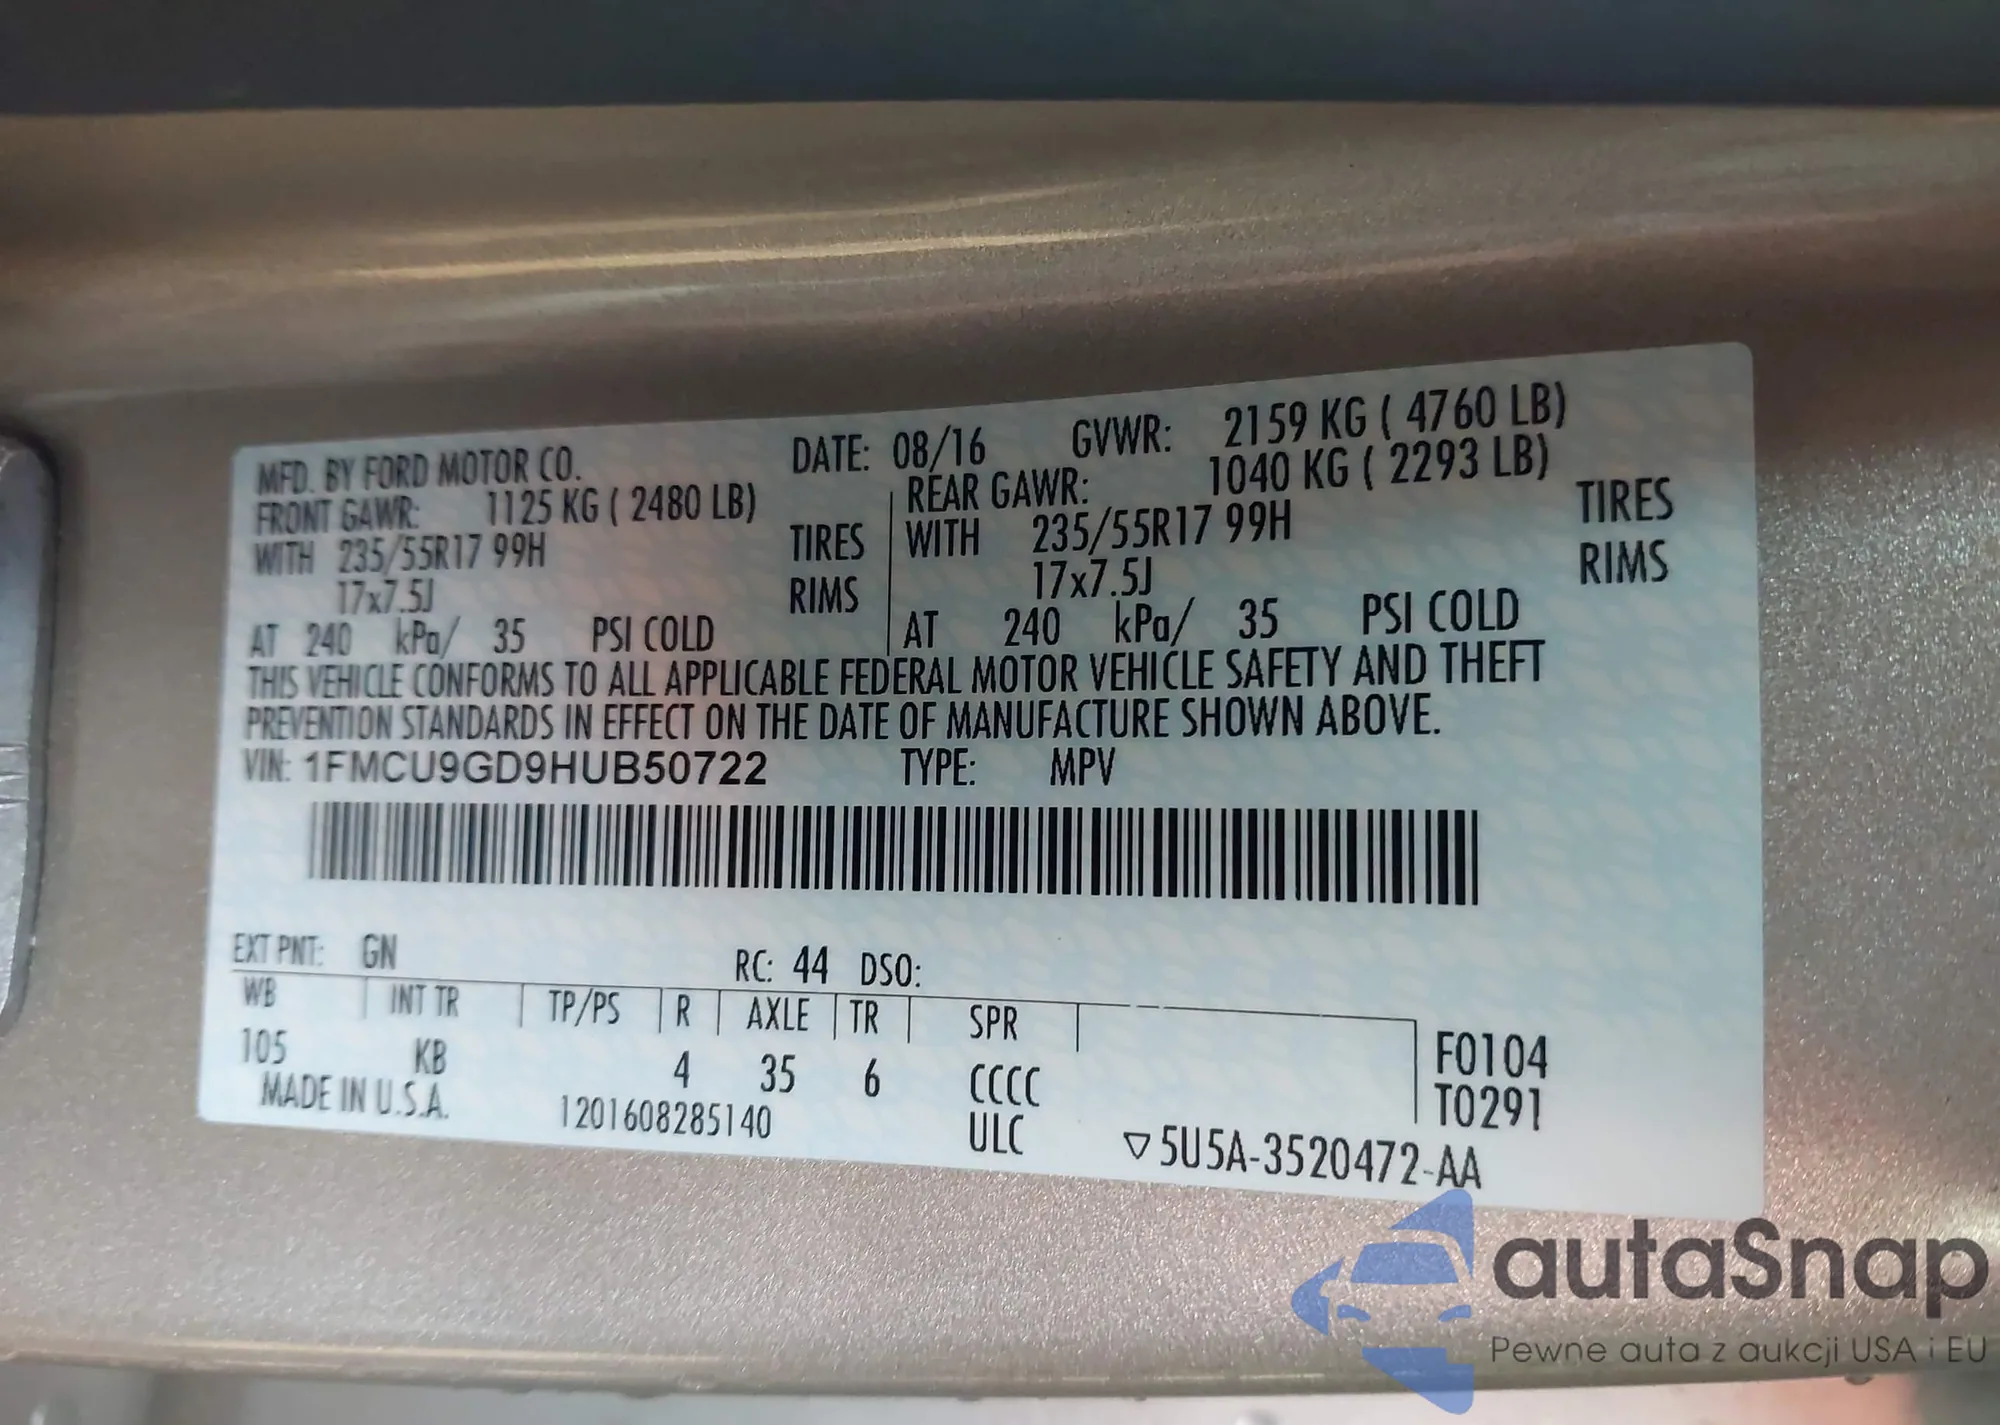 MFD. BY FORD MOTOR CO. DATE: 08/16 GVWR: 2159 KG ( 4760 LB)
FRONT GAWR: 1125 KG ( 2480 LB) REAR GAWR: 1040 KG ( 2293 LB)
WITH 235/55R17 99H TIRES WITH 235/55R17 99H TIRES
17x7.5J RIMS 17x7.5J RIMS
AT 240 kPa/ 35 PSI COLD AT 240 kPa/ 35 PSI COLD
THIS VEHICLE CONFORMS TO ALL APPLICABLE FEDERAL MOTOR VEHICLE SAFETY AND THEFT
PREVENTION STANDARDS IN EFFECT ON THE DATE OF MANUFACTURE SHOWN ABOVE.
VIN: 1FMCU9GD9HUB50722 TYPE: MPV
EXT PNT: GN RC: 44 DSO:
WB INT TR TP/PS R AXLE TR SPR
105 KB 4 35 6 CCCC F0104
MADE IN U.S.A. 1201608285140 ULC T0291
▽5U5A-3520472-AA
autaSnap
Pewne auta z aukcji USA i EU